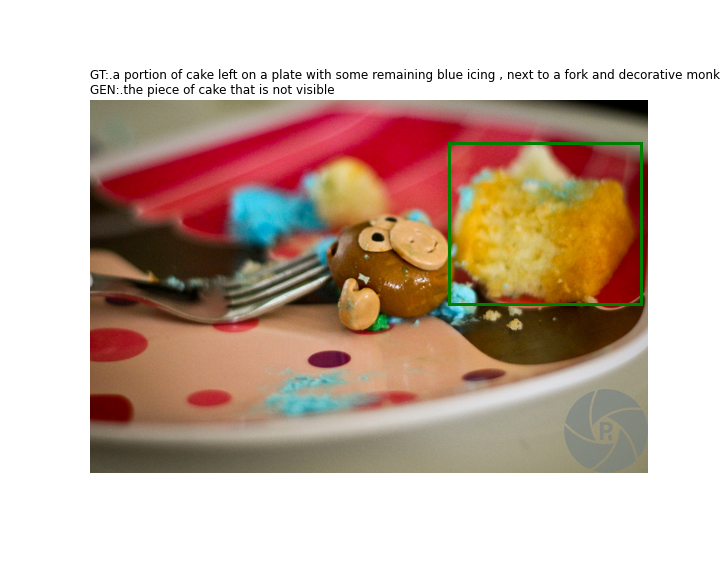 GT:.a portion of cake left on a plate with some remaining blue icing , next to a fork and decorative monk
GEN:.the piece of cake that is not visible
P.